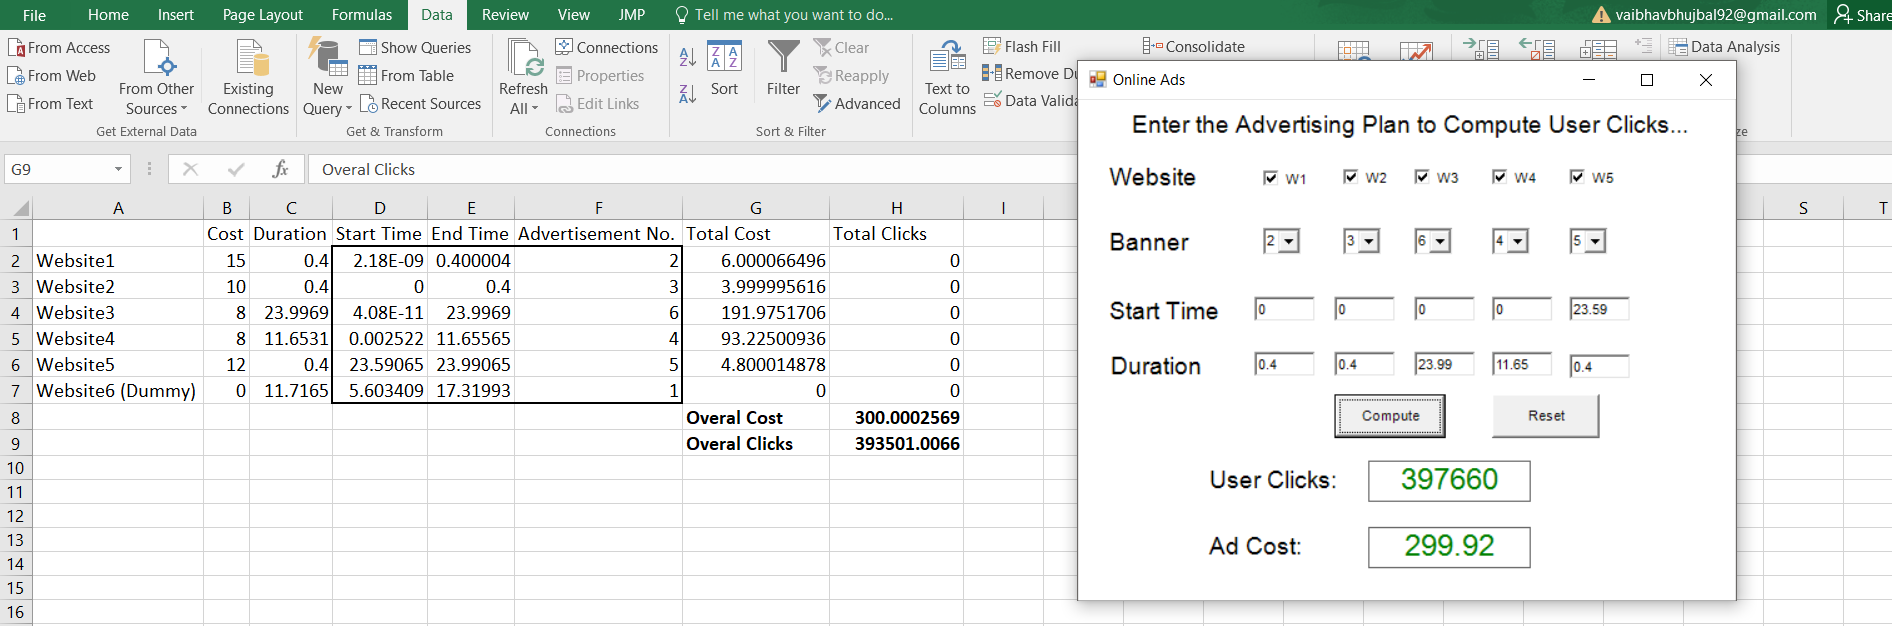 File Home Insert Page Layout Formulas Data Review View JMP Tell me what you want to do... vaibhavbhujbal92@gmail.com Share
From Access
From Web
From Text
From Other Sources
Existing Connections
Get External Data
New Query
Show Queries
From Table
Recent Sources
Get & Transform
Refresh All
Connections
Properties
Edit Links
Connections
Sort
Filter
Clear
Reapply
Advanced
Sort & Filter
Text to Columns
Flash Fill
Remove Du
Data Valida
Consolidate
Data Analysis
G9 fx Overal Clicks
A B C D E F G H I S T
1 Cost Duration Start Time End Time Advertisement No. Total Cost Total Clicks
2 Website1 15 0.4 2.18E-09 0.400004 2 6.000066496 0
3 Website2 10 0.4 0 0.4 3 3.999995616 0
4 Website3 8 23.9969 4.08E-11 23.9969 6 191.9751706 0
5 Website4 8 11.6531 0.002522 11.65565 4 93.22500936 0
6 Website5 12 0.4 23.59065 23.99065 5 4.800014878 0
7 Website6 (Dummy) 0 11.7165 5.603409 17.31993 1 0 0
8 Overal Cost 300.0002569
9 Overal Clicks 393501.0066
10
11
12
13
14
15
16
Online Ads
Enter the Advertising Plan to Compute User Clicks...
Website W1 W2 W3 W4 W5
Banner 2 3 6 4 5
Start Time 0 0 0 0 23.59
Duration 0.4 0.4 23.99 11.65 0.4
Compute Reset
User Clicks: 397660
Ad Cost: 299.92